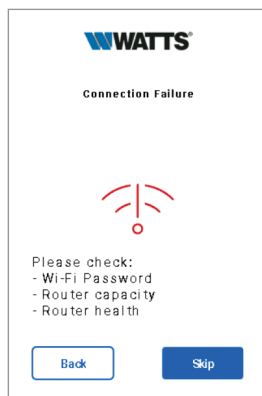 WATTS®
Connection Failure
Please check:
- Wi-Fi Password
- Router capacity
- Router health
Back
Skip